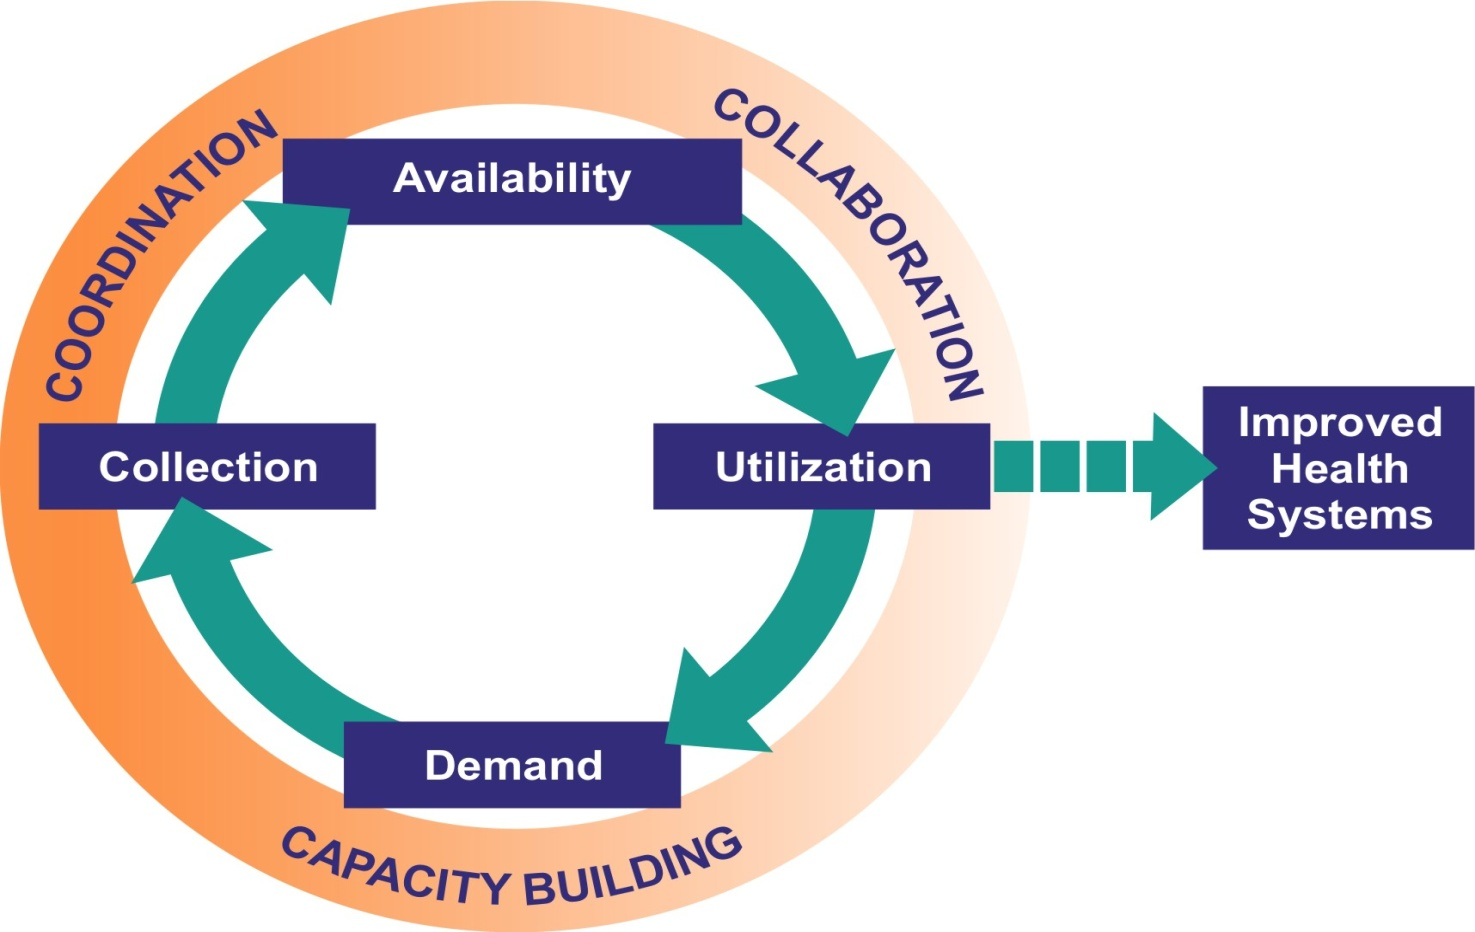 COORDINATION
COLLABORATION
Availability
Collection
Utilization
Improved
Health
Systems
Demand
CAPACITY BUILDING